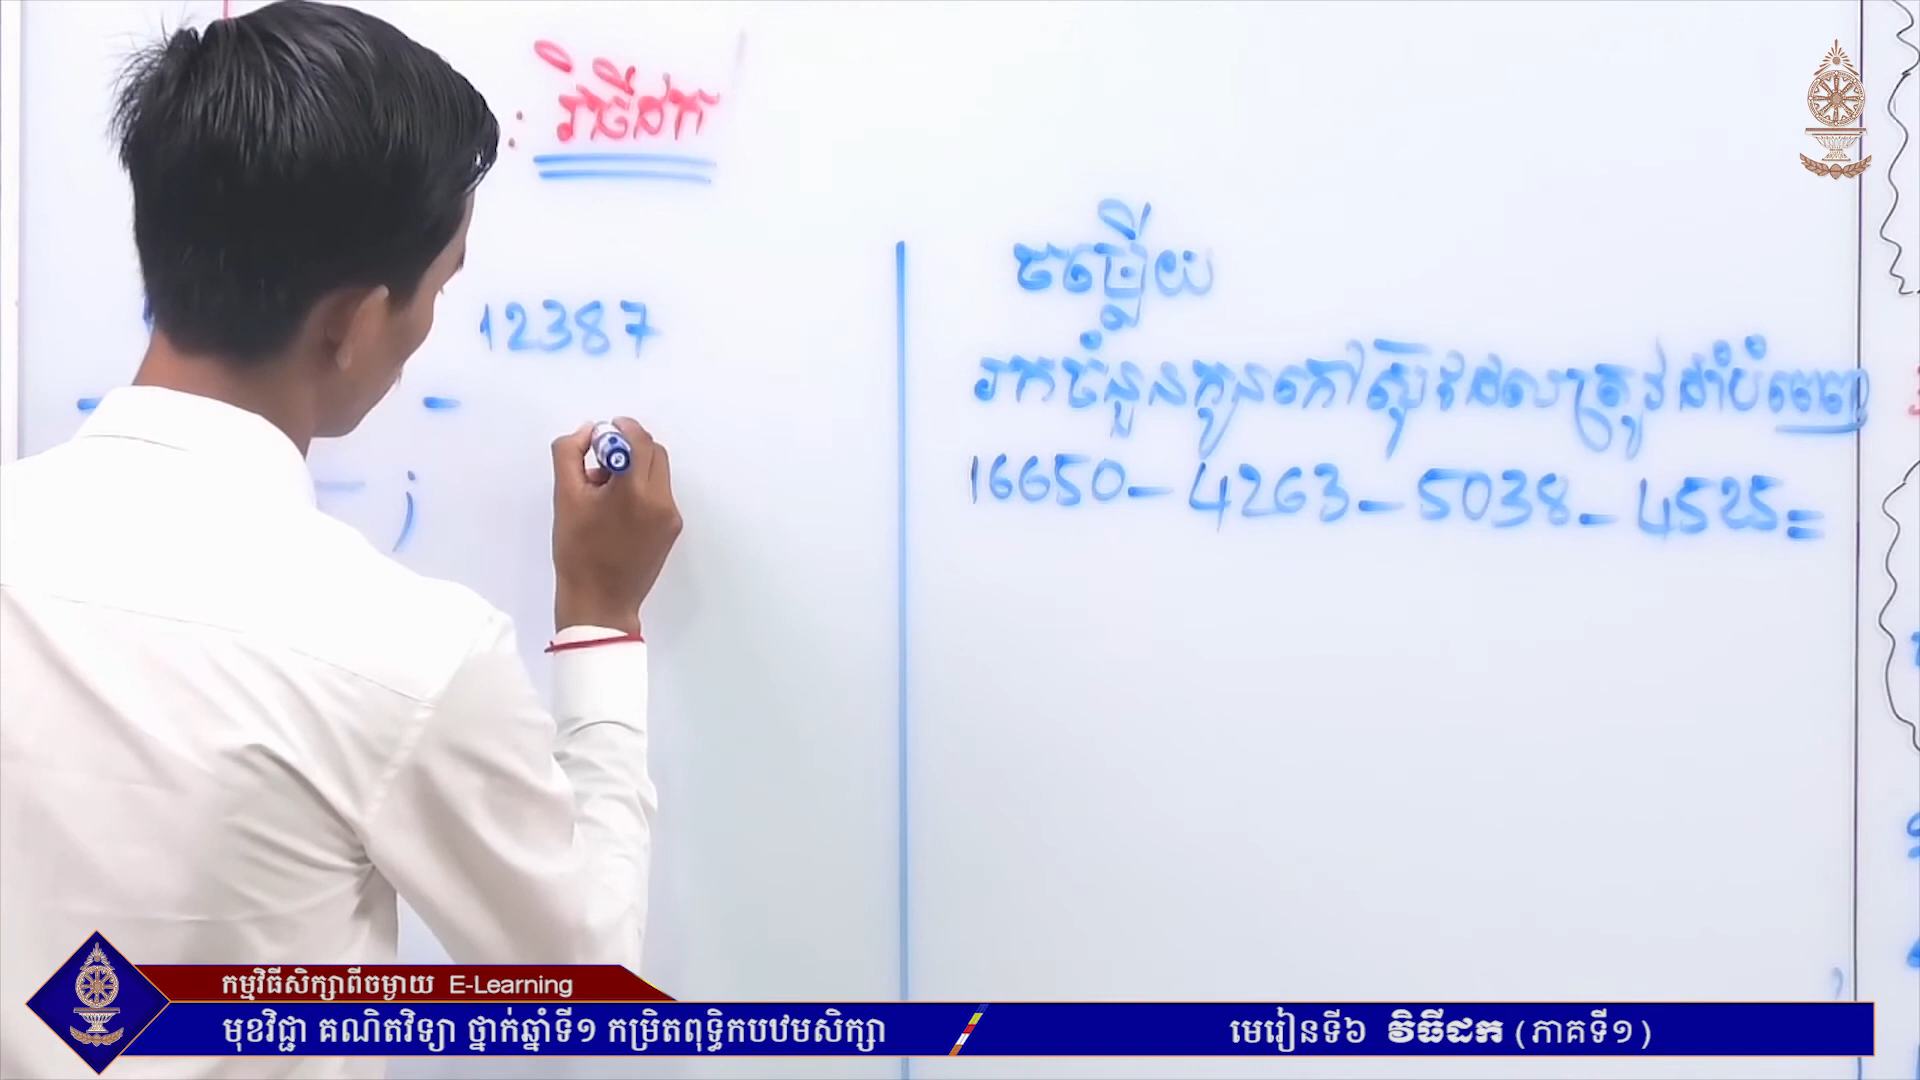 វិធីដក
12387
-
ចម្លើយ
រកចំនួនកូនកៅស៊ូដែលត្រូវដាំបំពេញ
16650 - 4263 - 5038 - 4525 =
កម្មវិធីសិក្សាពីចម្ងាយ E-Learning
មុខវិជ្ជា គណិតវិទ្យា ថ្នាក់ឆ្នាំទី១ កម្រិតពុទ្ធិកបឋមសិក្សា
មេរៀនទី៦ វិធីដក (ភាគទី១)